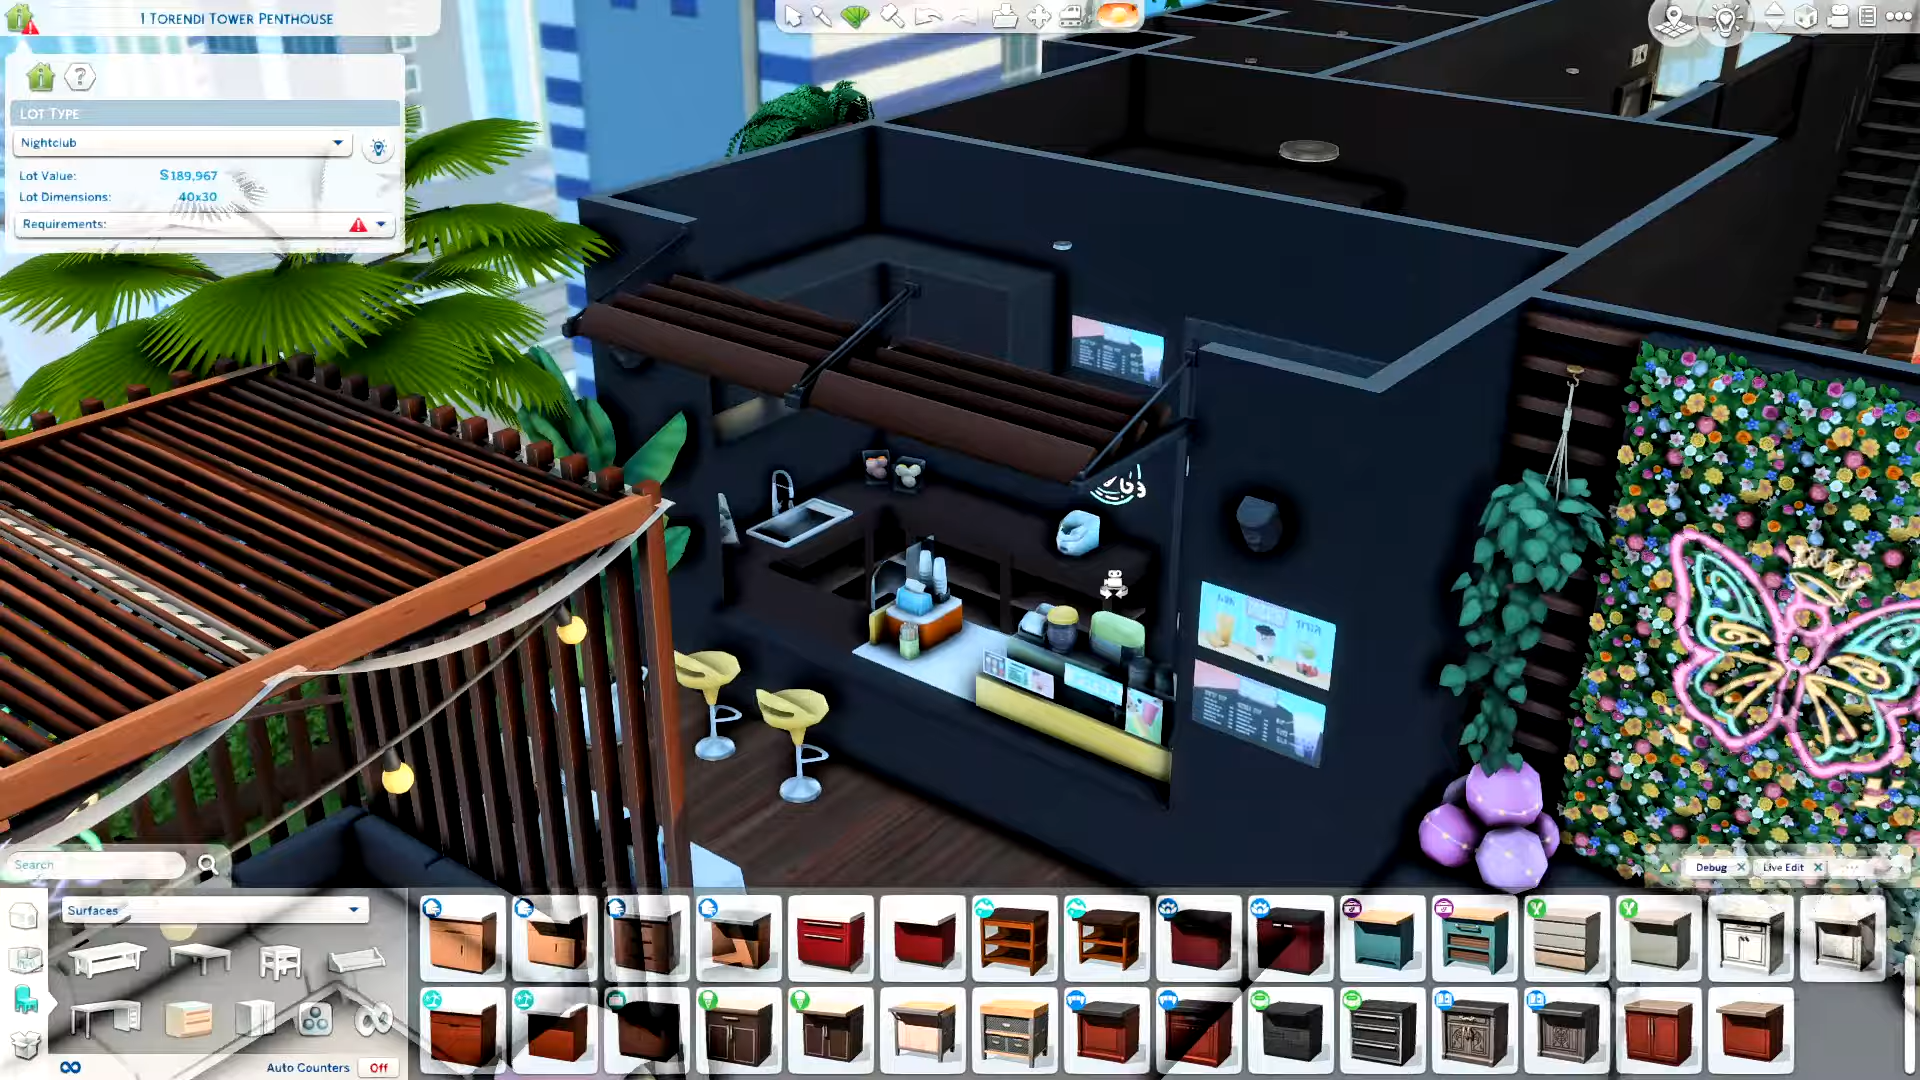 1 Torendi Tower Penthouse
Lot Type
Nightclub
Lot Value:
§189,967
Lot Dimensions:
40x30
Requirements:
Debug
Live Edit
Search
Surfaces
Auto Counters
Off